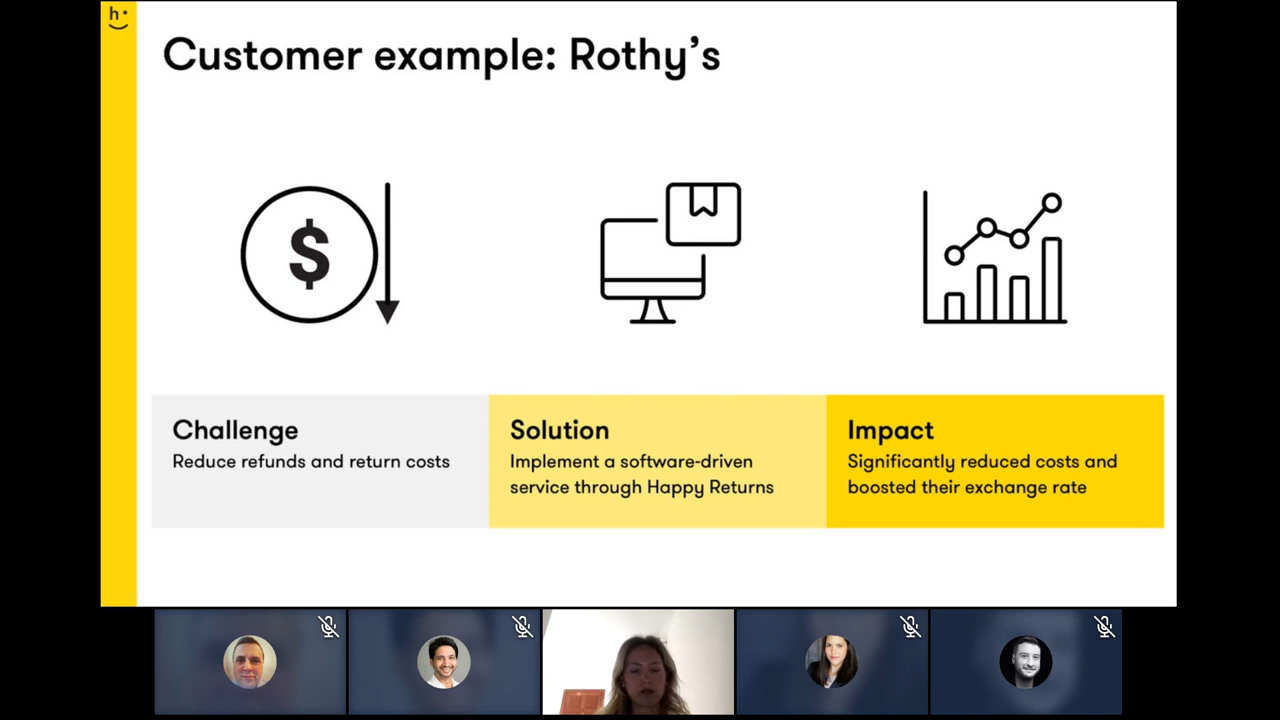 h
Customer example: Rothy's
$
Challenge
Reduce refunds and return costs
Solution
Implement a software-driven
service through Happy Returns
Impact
Significantly reduced costs and
boosted their exchange rate